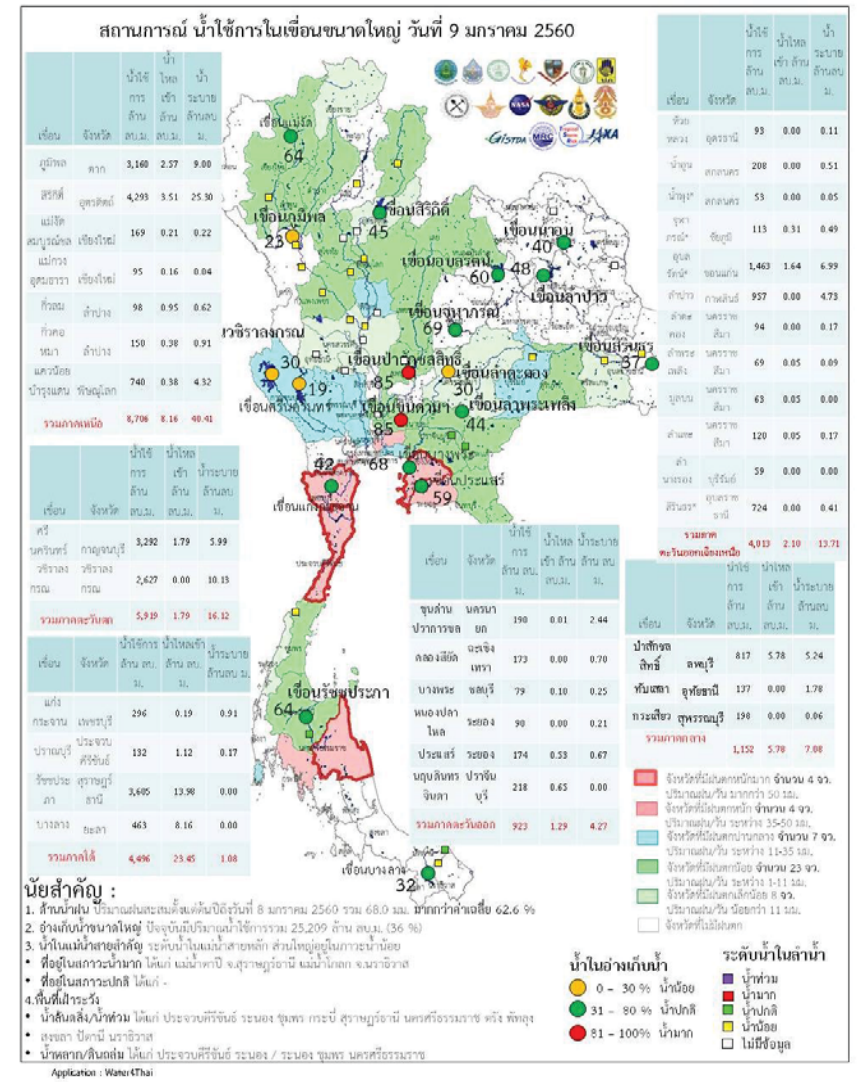 สถานการณ์ น้ำใช้การในเขื่อนขนาดใหญ่ วันที่ 9 มกราคม 2560
เขื่อน จังหวัด น้ำใช้การ ล้าน ลบ.ม. น้ำไหลเข้า ล้าน ลบ.ม. น้ำระบาย ล้านลบ ม.
ภูมิพล ตาก 3,160 2.57 9.00
สิริกิติ์ อุตรดิตถ์ 4,293 3.51 25.30
แม่งัดสมบูรณ์ชล เชียงใหม่ 169 0.21 0.22
แม่กวงอุดมธารา เชียงใหม่ 95 0.16 0.04
กิ่วลม ลำปาง 98 0.95 0.62
กิ่วคอหมา ลำปาง 150 0.38 0.91
แควน้อยบำรุงแดน พิษณุโลก 740 0.38 4.32
รวมภาคเหนือ 8,706 8.16 40.41
เขื่อน จังหวัด น้ำใช้การ ล้าน ลบ.ม. น้ำไหลเข้า ล้าน ลบ.ม. น้ำระบาย ล้านลบ ม.
ศรีนครินทร์ กาญจนบุรี 3,292 1.79 5.99
วชิราลงกรณ วชิราลงกรณ 2,627 0.00 10.13
รวมภาคตะวันตก 5,919 1.79 16.12
เขื่อน จังหวัด น้ำใช้การ ล้าน ลบ.ม. น้ำไหลเข้า ล้าน ลบ.ม. น้ำระบาย ล้านลบ ม.
แก่งกระจาน เพชรบุรี 296 0.19 0.91
ปราณบุรี ประจวบคีรีขันธ์ 132 1.12 0.17
รัชชประภา สุราษฎร์ธานี 3,605 13.98 0.00
บางลาง ยะลา 463 8.16 0.00
รวมภาคใต้ 4,496 23.45 1.08
GISTDA MRC JAXA
NASA
เขื่อนแม่งัด
64
เขื่อนภูมิพล
23
เขื่อนสิริกิติ์
45
เขื่อนน้ำอูน
40
เขื่อนอุบลรัตน์
60
48
เขื่อนลำปาว
เขื่อนจุฬาภรณ์
69
เขื่อนสิรินธร
37
วชิราลงกรณ
30
19
เขื่อนศรีนครินทร์
เขื่อนป่าสักชลสิทธิ์
85
เขื่อนลำตะคอง
30
เขื่อนลำพระเพลิง
44
เขื่อนขุนด่านฯ
85
42
68
เขื่อนบางพระ
เขื่อนประแสร์
59
เขื่อนแก่งกระจาน
เขื่อนรัชชประภา
64
เขื่อนบางลาง
32
เขื่อน จังหวัด น้ำใช้การ ล้าน ลบ.ม. น้ำไหลเข้า ล้าน ลบ.ม. น้ำระบายล้านลบ ม.
ห้วยหลวง อุดรธานี 93 0.00 0.11
น้ำอูน สกลนคร 208 0.00 0.51
น้ำพุง* สกลนคร 53 0.00 0.05
จุฬาภรณ์* ชัยภูมิ 113 0.31 0.49
อุบลรัตน์* ขอนแก่น 1,463 1.64 6.99
ลำปาว กาฬสินธุ์ 957 0.00 4.73
ลำตะคอง นครราชสีมา 94 0.00 0.17
ลำพระเพลิง นครราชสีมา 69 0.05 0.09
มูลบน นครราชสีมา 63 0.05 0.00
ลำแชะ นครราชสีมา 120 0.05 0.17
ลำนางรอง บุรีรัมย์ 59 0.00 0.00
สิรินธร* อุบลราชธานี 724 0.00 0.41
รวมภาคตะวันออกเฉียงเหนือ 4,013 2.10 13.71
เขื่อน จังหวัด น้ำใช้การ ล้าน ลบ.ม. น้ำไหลเข้า ล้าน ลบ.ม. น้ำระบาย ล้าน ลบ ม.
ขุนด่านปราการชล นครนายก 190 0.01 2.44
คลองสียัด ฉะเชิงเทรา 173 0.00 0.70
บางพระ ชลบุรี 79 0.10 0.25
หนองปลาไหล ระยอง 90 0.00 0.21
ประแสร์ ระยอง 174 0.53 0.67
นฤบดินทรจินดา ปราจีนบุรี 218 0.65 0.00
รวมภาคตะวันออก 923 1.29 4.27
เขื่อน จังหวัด น้ำใช้การ ล้าน ลบ.ม. น้ำไหลเข้า ล้าน ลบ.ม. น้ำระบาย ล้านลบ ม.
ป่าสักชลสิทธิ์ ลพบุรี 817 5.78 5.24
ทับเสลา อุทัยธานี 137 0.00 1.78
กระเสียว สุพรรณบุรี 198 0.00 0.06
รวมภาคกลาง 1,152 5.78 7.08
จังหวัดที่มีฝนตกหนักมาก จำนวน 4 จว.
ปริมาณฝน/วัน มากกว่า 50 มม.
จังหวัดที่มีฝนตกหนัก จำนวน 4 จว.
ปริมาณฝน/วัน ระหว่าง 35-50 มม.
จังหวัดที่มีฝนตกปานกลาง จำนวน 7 จว.
ปริมาณฝน/วัน ระหว่าง 11-35 มม.
จังหวัดที่มีฝนตกน้อย จำนวน 23 จว.
ปริมาณฝน/วัน ระหว่าง 1-11 มม.
จังหวัดที่มีฝนตกเล็กน้อย 8 จว.
ปริมาณฝน/วัน น้อยกว่า 11 มม.
จังหวัดที่ไม่มีฝนตก
นัยสำคัญ :
1. ด้านน้ำฝน ปริมาณฝนสะสมตั้งแต่ต้นปีถึงวันที่ 8 มกราคม 2560 รวม 68.0 มม. มากกว่าค่าเฉลี่ย 62.6 %
2. อ่างเก็บน้ำขนาดใหญ่ ปัจจุบันมีปริมาณน้ำใช้การรวม 25,209 ล้าน ลบ.ม. (36 %)
3. น้ำในแม่น้ำสายสำคัญ ระดับน้ำในแม่น้ำสายหลัก ส่วนใหญ่อยู่ในภาวะน้ำน้อย
• ที่อยู่ในสภาวะน้ำมาก ได้แก่ แม่น้ำตาปี จ.สุราษฎร์ธานี แม่น้ำโกลก จ.นราธิวาส
• ที่อยู่ในสภาวะปกติ ได้แก่ -
4.พื้นที่เฝ้าระวัง
• น้ำล้นตลิ่ง/น้ำท่วม ได้แก่ ประจวบคีรีขันธ์ ระนอง ชุมพร กระบี่ สุราษฎร์ธานี นครศรีธรรมราช ตรัง พัทลุง
• สงขลา ปัตตานี นราธิวาส
• น้ำหลาก/ดินถล่ม ได้แก่ ประจวบคีรีขันธ์ ระนอง / ระนอง ชุมพร นครศรีธรรมราช
น้ำในอ่างเก็บน้ำ
0 - 30 % น้ำน้อย
31 - 80 % น้ำปกติ
81 - 100% น้ำมาก
ระดับน้ำในลำน้ำ
น้ำท่วม
น้ำมาก
น้ำปกติ
น้ำน้อย
ไม่มีข้อมูล
Application : Water4Thai